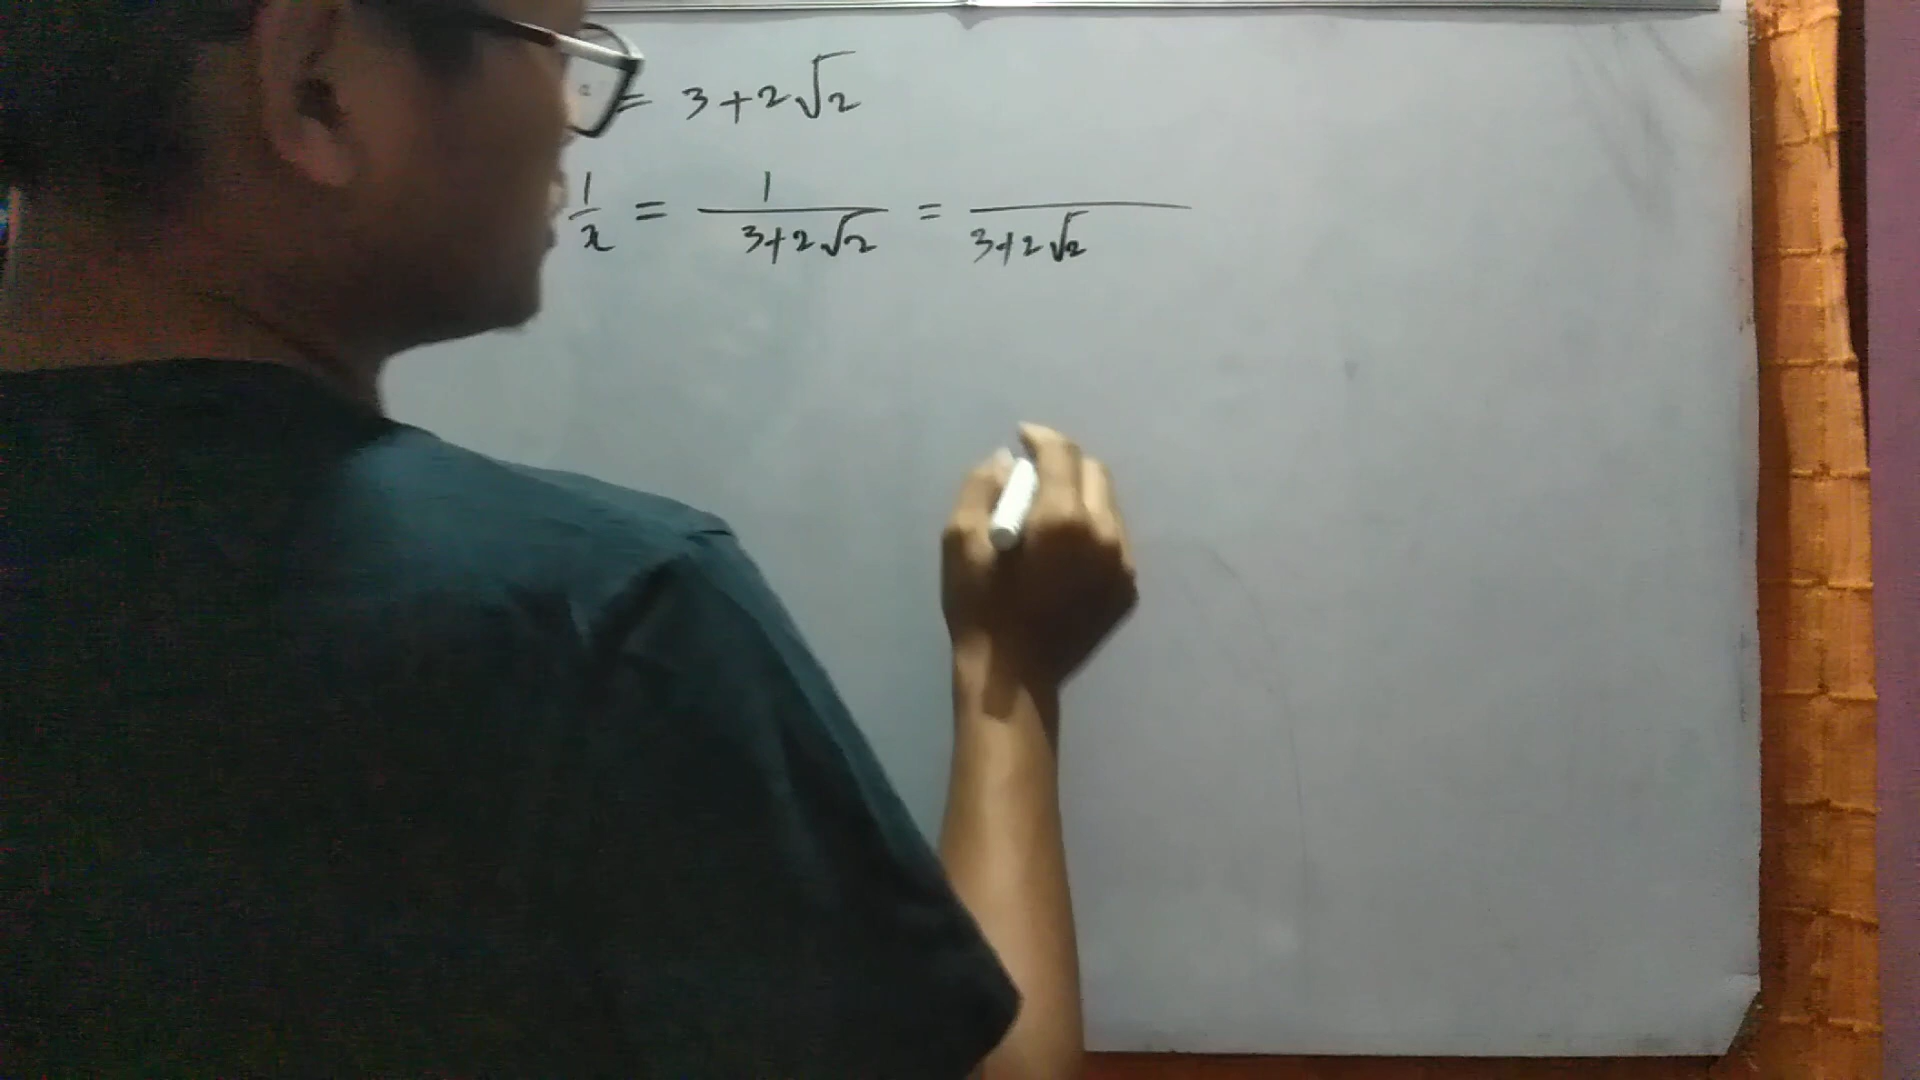 = 3+2√2
1/x = 1/(3+2√2) = /(3+2√2)